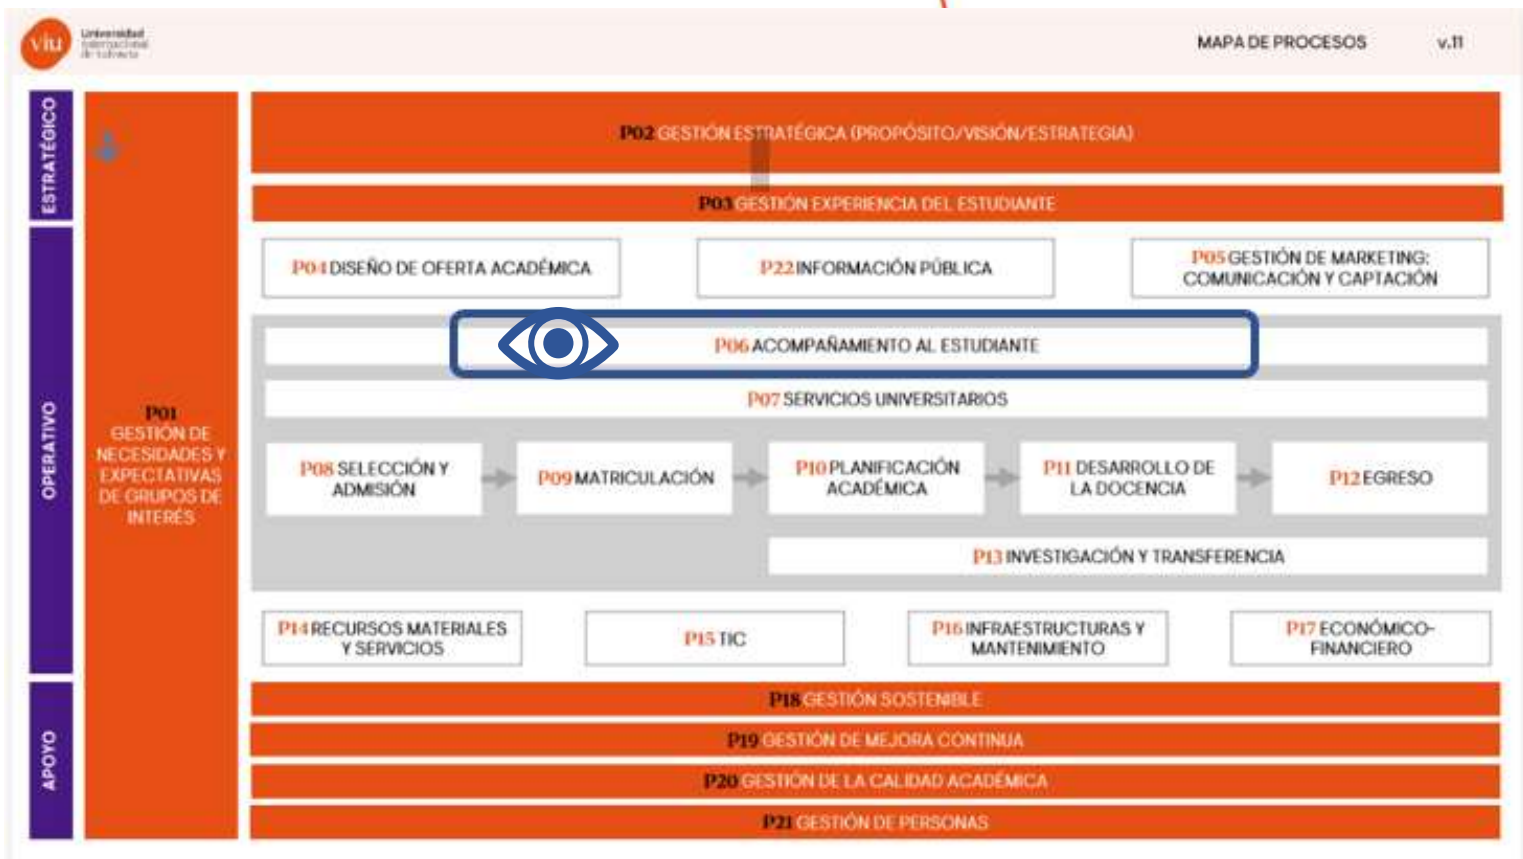 viu
Universidad
Internacional
de Valencia
MAPA DE PROCESOS
v.11
ESTRATÉGICO
P02 GESTIÓN ESTRATÉGICA (PROPÓSITO/VISIÓN/ESTRATEGIA)
P03 GESTIÓN EXPERIENCIA DEL ESTUDIANTE
OPERATIVO
P01
GESTIÓN DE
NECESIDADES Y
EXPECTATIVAS
DE GRUPOS DE
INTERÉS
P04 DISEÑO DE OFERTA ACADÉMICA
P22 INFORMACIÓN PÚBLICA
P05 GESTIÓN DE MARKETING:
COMUNICACIÓN Y CAPTACIÓN
P06 ACOMPAÑAMIENTO AL ESTUDIANTE
P07 SERVICIOS UNIVERSITARIOS
P08 SELECCIÓN Y
ADMISIÓN
P09 MATRICULACIÓN
P10 PLANIFICACIÓN
ACADÉMICA
P11 DESARROLLO DE
LA DOCENCIA
P12 EGRESO
P13 INVESTIGACIÓN Y TRANSFERENCIA
P14 RECURSOS MATERIALES
Y SERVICIOS
P15 TIC
P16 INFRAESTRUCTURAS Y
MANTENIMIENTO
P17 ECONÓMICO-
FINANCIERO
APOYO
P18 GESTIÓN SOSTENIBLE
P19 GESTIÓN DE MEJORA CONTINUA
P20 GESTIÓN DE LA CALIDAD ACADÉMICA
P21 GESTIÓN DE PERSONAS